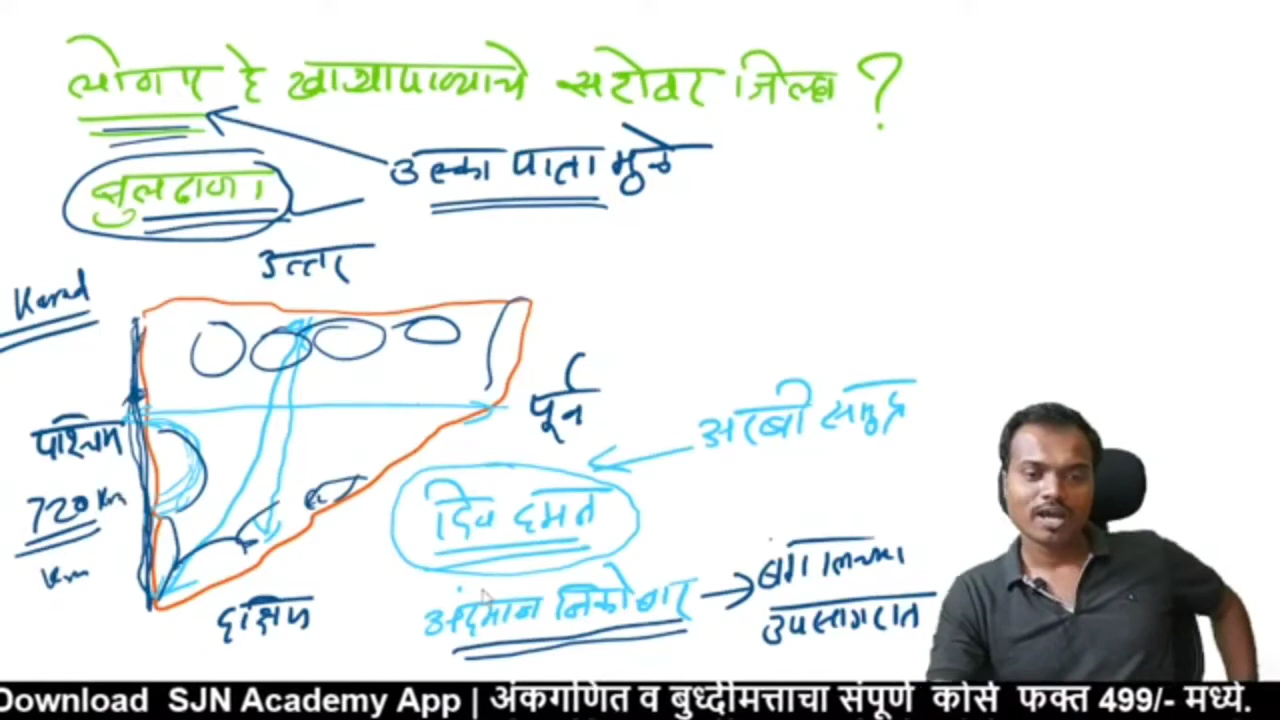 लोणार हे खाऱ्यापाण्याचे सरोवर जिल्हा ?
उल्का पाता मुळे
बुलढाणा
उत्तर
पूर्व
पश्चिम
720 km
km
अरबी समुद्र
दिव दमन
अंदमान निकोबार → बंगालच्या
उपसागरात
दक्षिण
Download SJN Academy App | अंकगणित व बुध्दीमत्ताचा संपूर्ण कोर्स फक्त 499/- मध्ये.